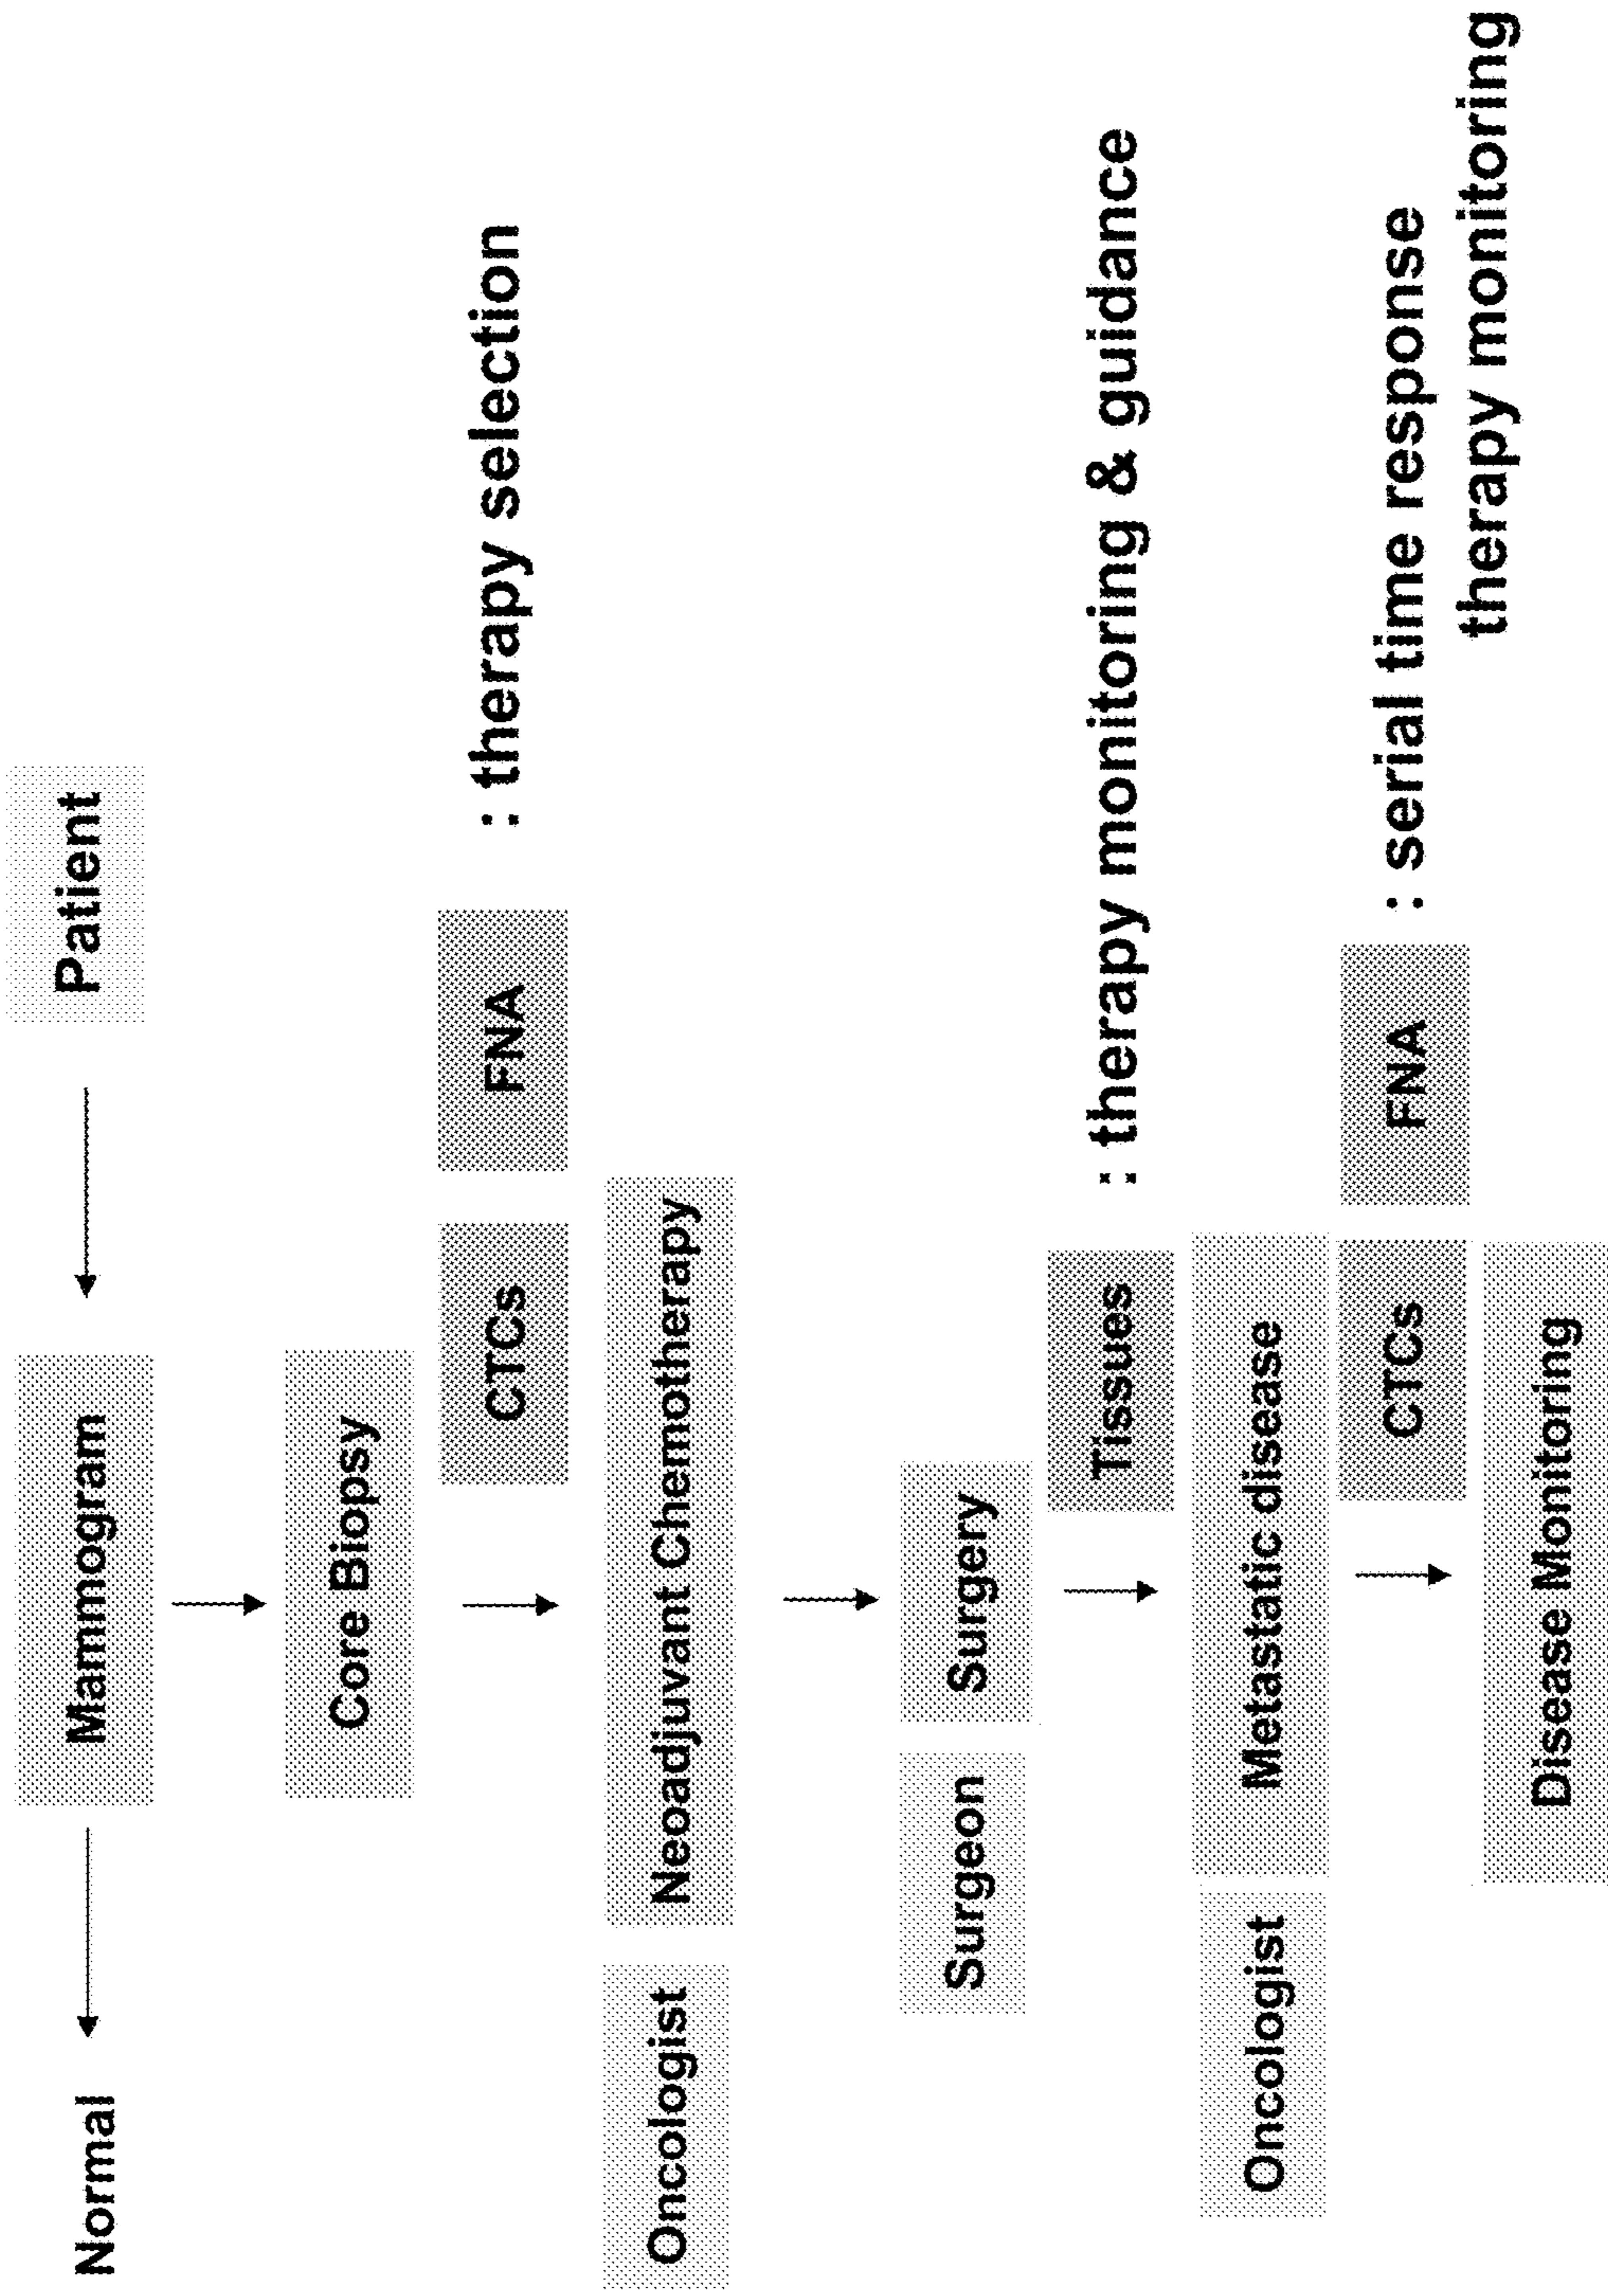 Normal Mammogram Patient
Core Biopsy
CTCs FNA : therapy selection
Oncologist Neoadjuvant Chemotherapy
Surgeon Surgery
Tissues : therapy monitoring & guidance
Oncologist Metastatic disease
CTCs FNA : serial time response
therapy monitoring
Disease Monitoring